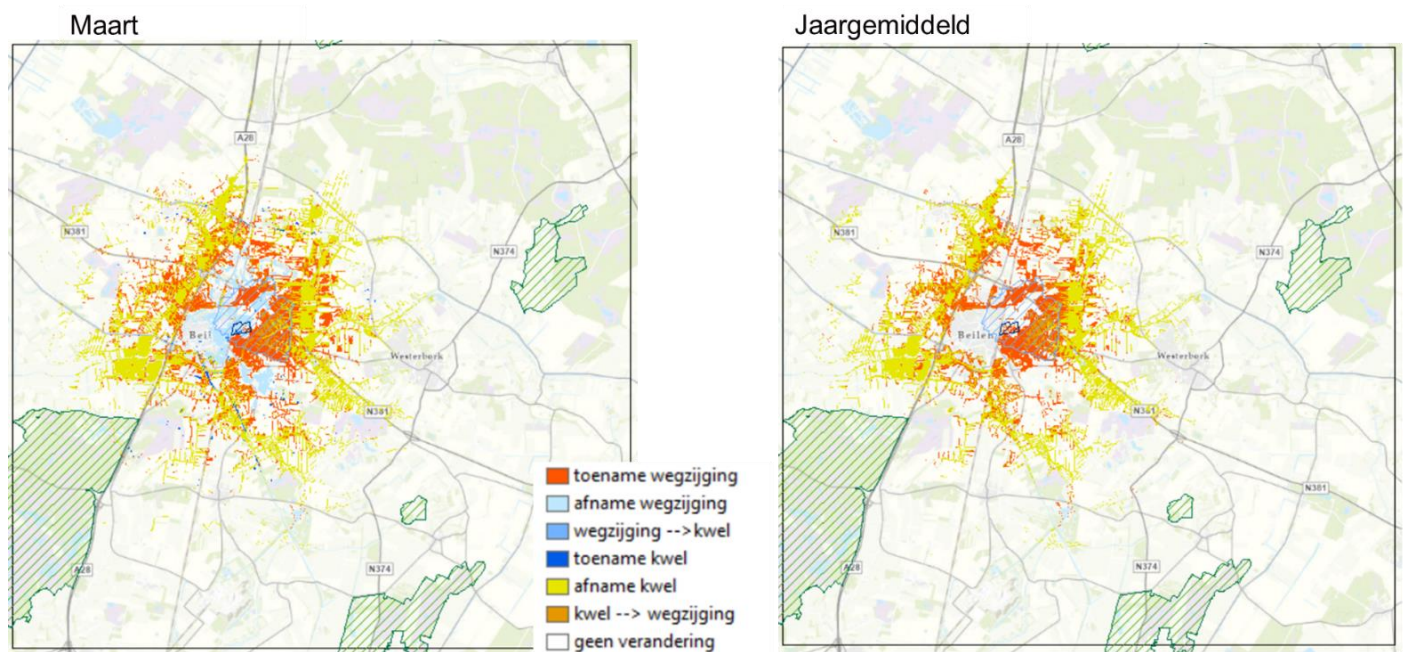 Maart
Jaargemiddeld
A28
A28
N381
N374
N381
N374
Beil
Westerbork
Beilen
Westerbork
N381
N381
N381
A28
N374
A28
N374
toename wegzijging
afname wegzijging
wegzijging -->kwel
toename kwel
afname kwel
kwel --> wegzijging
geen verandering